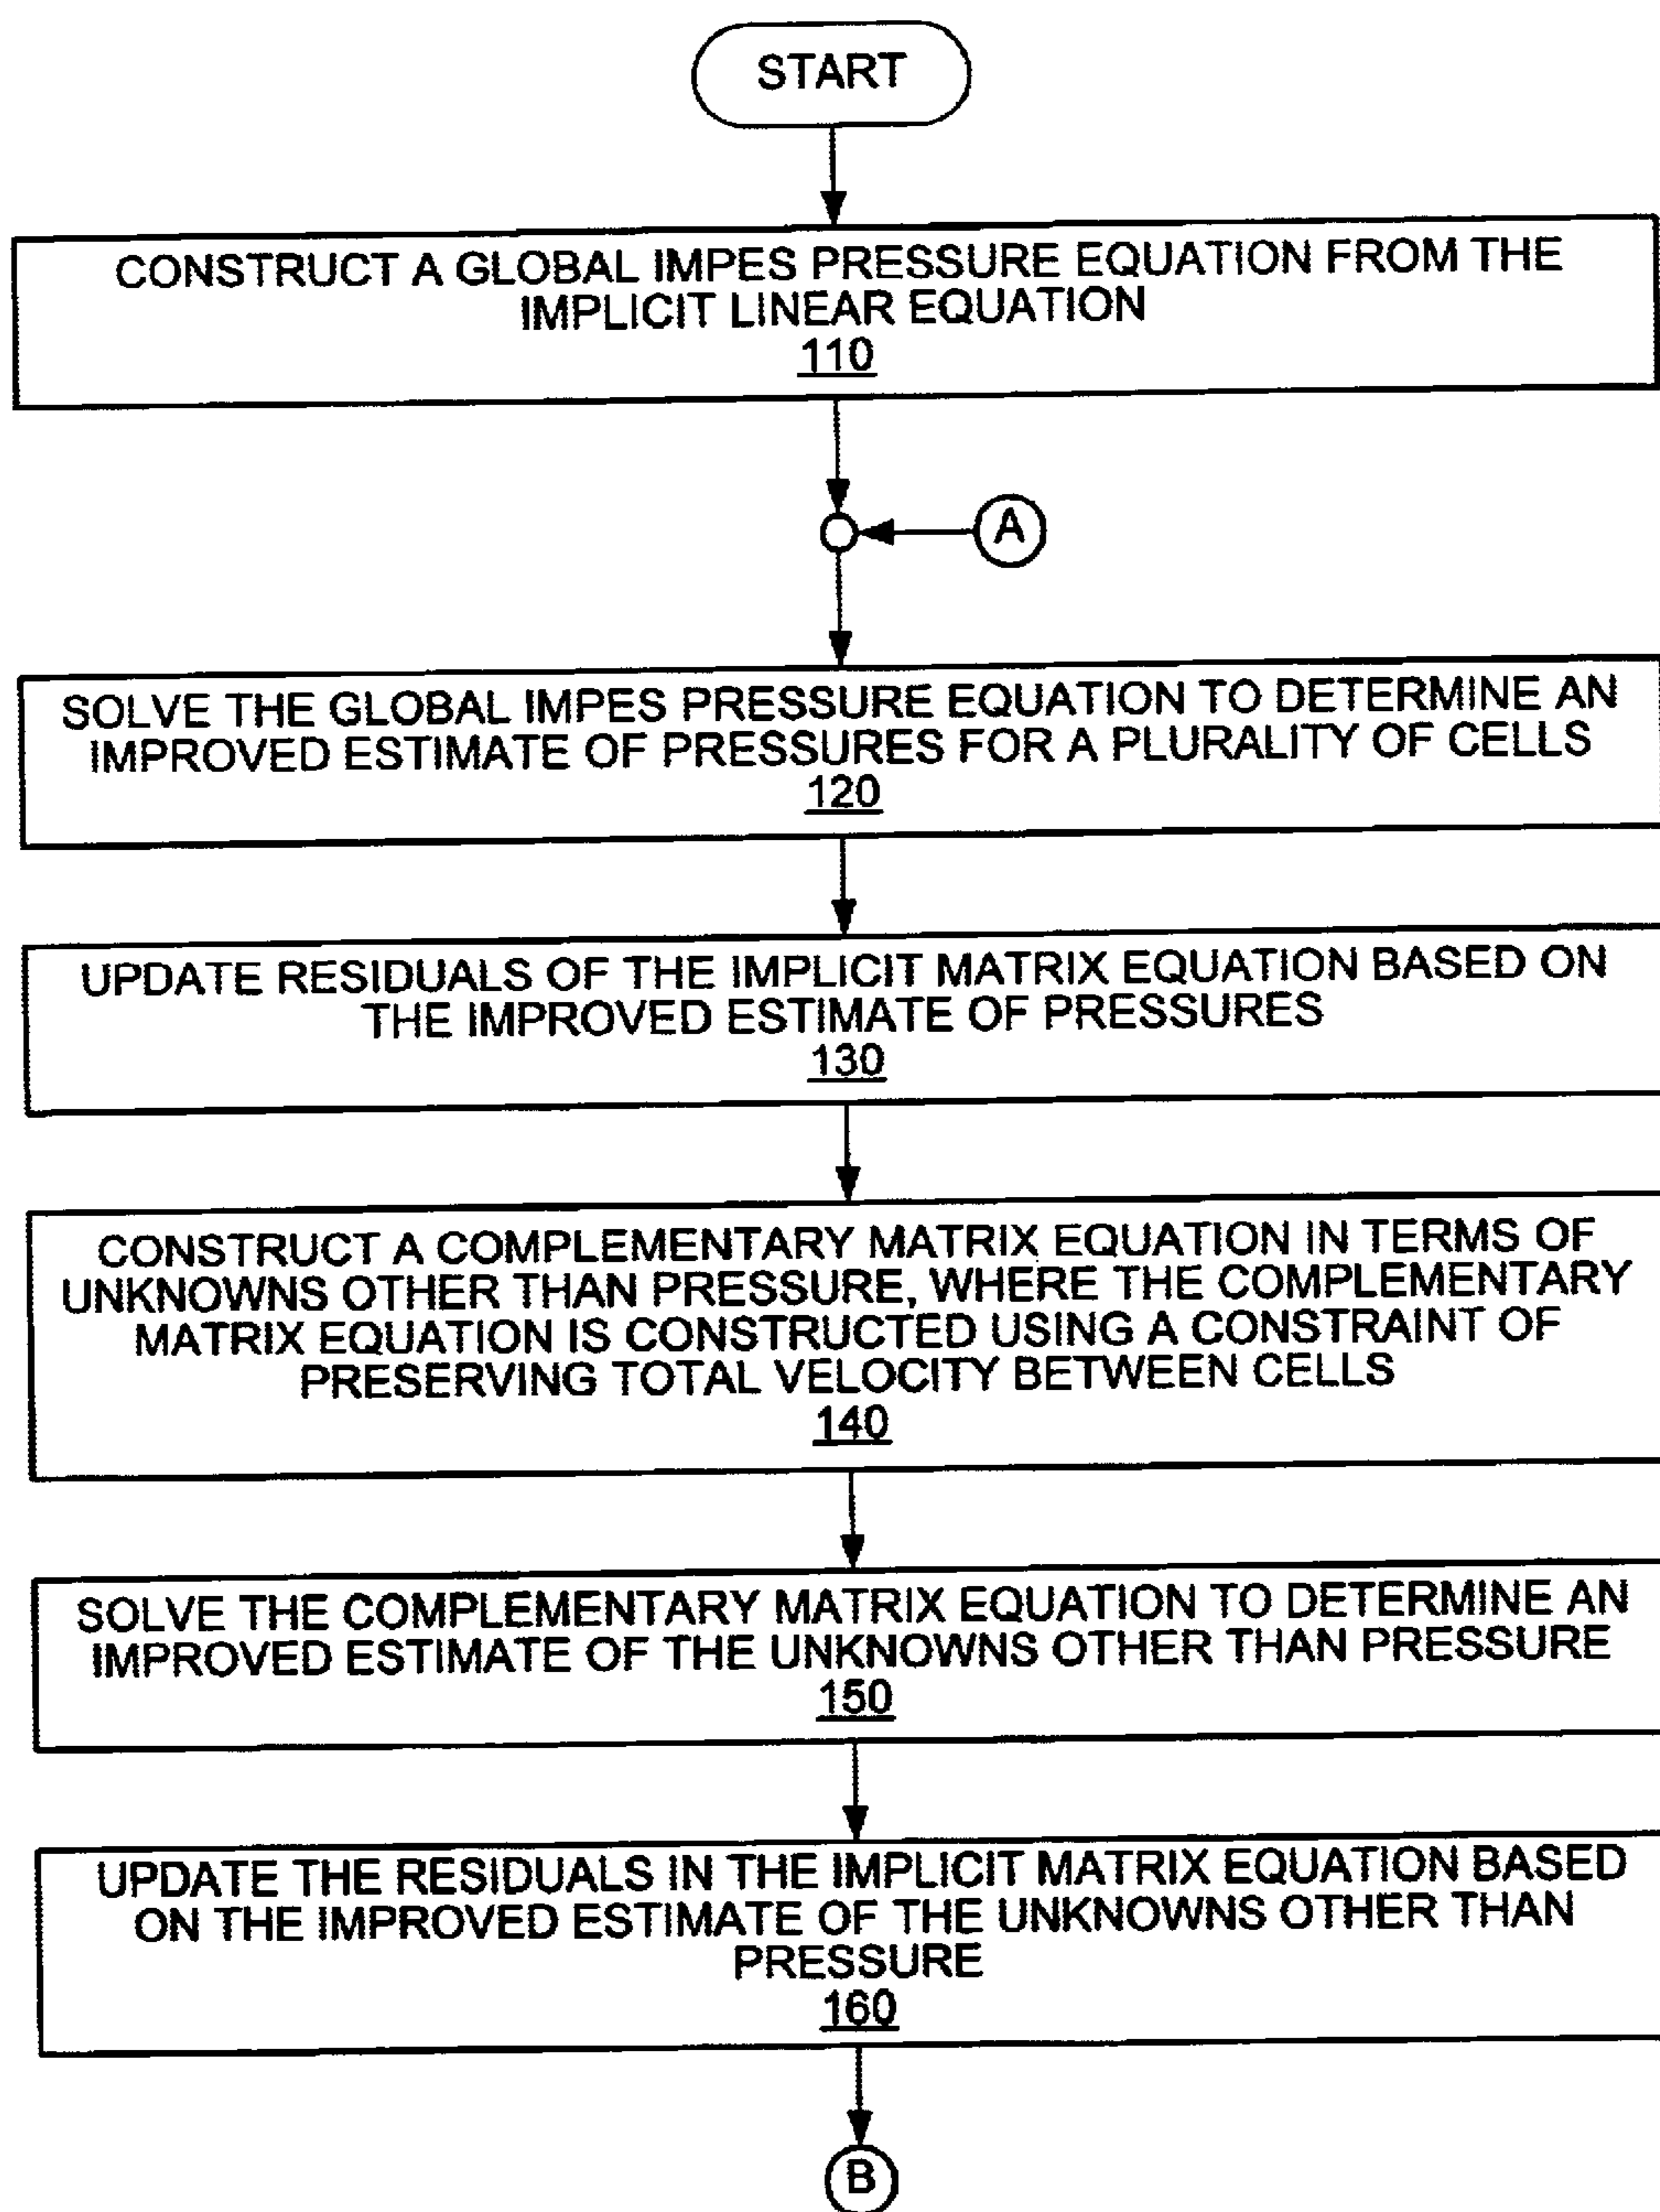 START
CONSTRUCT A GLOBAL IMPES PRESSURE EQUATION FROM THE
IMPLICIT LINEAR EQUATION
110
A
SOLVE THE GLOBAL IMPES PRESSURE EQUATION TO DETERMINE AN
IMPROVED ESTIMATE OF PRESSURES FOR A PLURALITY OF CELLS
120
UPDATE RESIDUALS OF THE IMPLICIT MATRIX EQUATION BASED ON
THE IMPROVED ESTIMATE OF PRESSURES
130
CONSTRUCT A COMPLEMENTARY MATRIX EQUATION IN TERMS OF
UNKNOWNS OTHER THAN PRESSURE, WHERE THE COMPLEMENTARY
MATRIX EQUATION IS CONSTRUCTED USING A CONSTRAINT OF
PRESERVING TOTAL VELOCITY BETWEEN CELLS
140
SOLVE THE COMPLEMENTARY MATRIX EQUATION TO DETERMINE AN
IMPROVED ESTIMATE OF THE UNKNOWNS OTHER THAN PRESSURE
150
UPDATE THE RESIDUALS IN THE IMPLICIT MATRIX EQUATION BASED
ON THE IMPROVED ESTIMATE OF THE UNKNOWNS OTHER THAN
PRESSURE
160
B